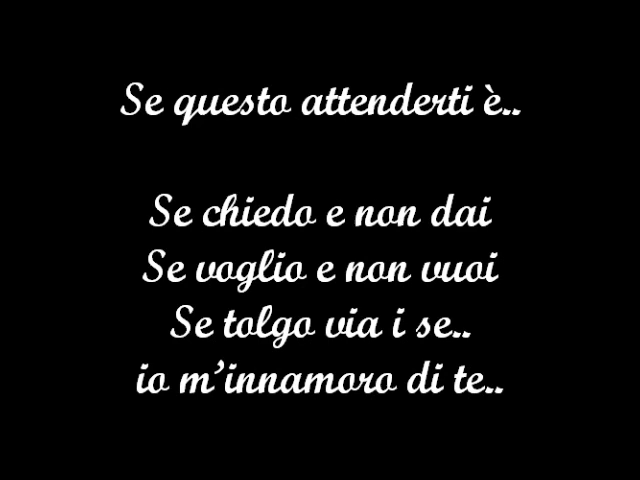 Se questo attenderti è..
Se chiedo e non dai
Se voglio e non vuoi
Se tolgo via i se..
io m’innamoro di te..